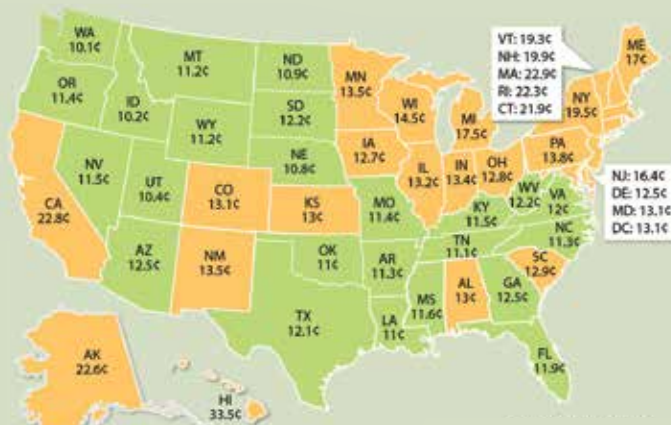 WA
10.1¢
MT
11.2¢
ND
10.9¢
MN
13.5¢
VT: 19.3¢
NH: 19.9¢
MA: 22.9¢
RI: 22.3¢
CT: 21.9¢
ME
17¢
OR
11.4¢
ID
10.2¢
SD
12.2¢
WI
14.5¢
MI
17.5¢
NY
19.5¢
WY
11.2¢
IA
12.7¢
NE
10.8¢
PA
13.8¢
NV
11.5¢
UT
10.4¢
CO
13.1¢
KS
13¢
MO
11.4¢
IL
13.2¢
IN
13.4¢
OH
12.8¢
WV
12.2¢
VA
12¢
NJ: 16.4¢
DE: 12.5¢
MD: 13.1¢
DC: 13.1¢
CA
22.8¢
KY
11.5¢
NC
11.3¢
TN
11.1¢
AZ
12.5¢
NM
13.5¢
OK
11¢
AR
11.3¢
SC
12.9¢
MS
11.6¢
AL
13¢
GA
12.5¢
TX
12.1¢
LA
11¢
FL
11.9¢
AK
22.6¢
HI
33.5¢